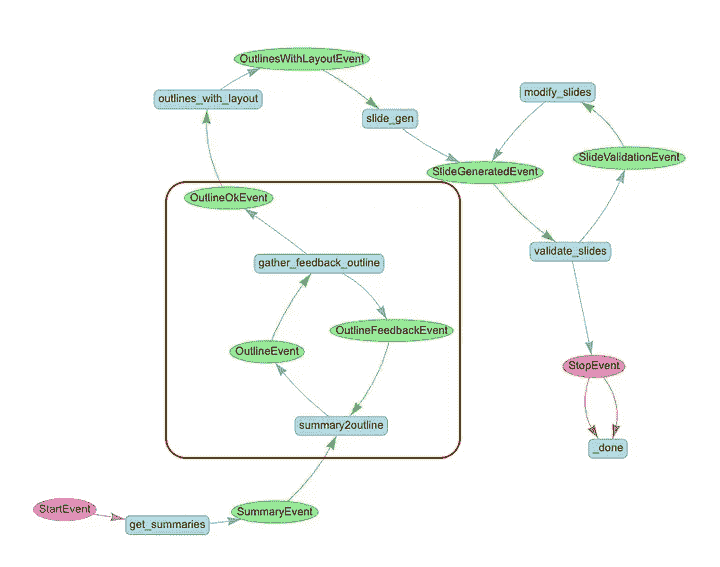 OutlinesWithLayoutEvent
outlines_with_layout
modify_slides
slide_gen
SlideGeneratedEvent
SlideValidationEvent
OutlineOkEvent
gather_feedback_outline
validate_slides
OutlineEvent
OutlineFeedbackEvent
StopEvent
summary2outline
_done
StartEvent
get_summaries
SummaryEvent